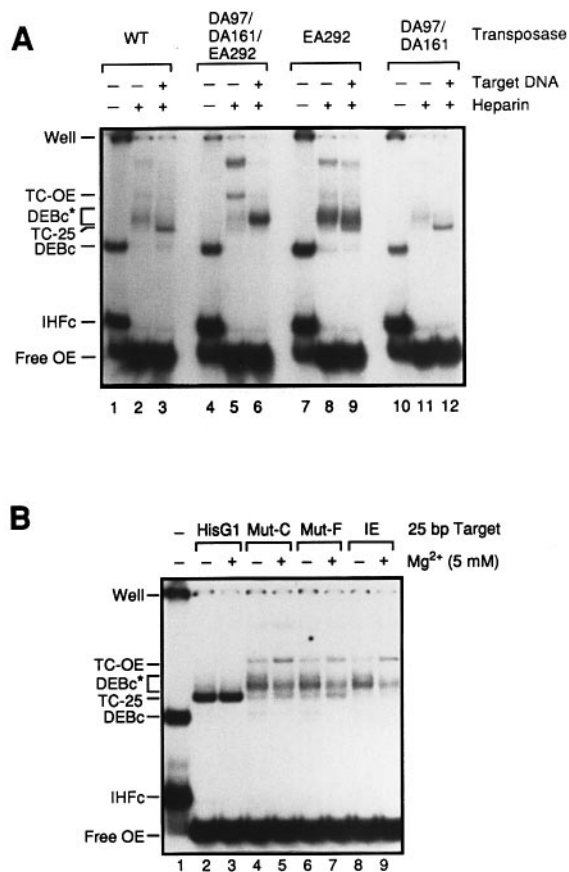 A
WT
DA97/
DA161/
EA292
EA292
DA97/
DA161
Transposase
– – + – – + – – + – – + Target DNA
– + + – + + – + + – + + Heparin
Well
TC-OE
DEBc*
TC-25
DEBc
IHFc
Free OE
1 2 3 4 5 6 7 8 9 10 11 12
B
– HisG1 Mut-C Mut-F IE 25 bp Target
– – + – + – + – + Mg2+ (5 mM)
Well
TC-OE
DEBc*
TC-25
DEBc
IHFc
Free OE
1 2 3 4 5 6 7 8 9